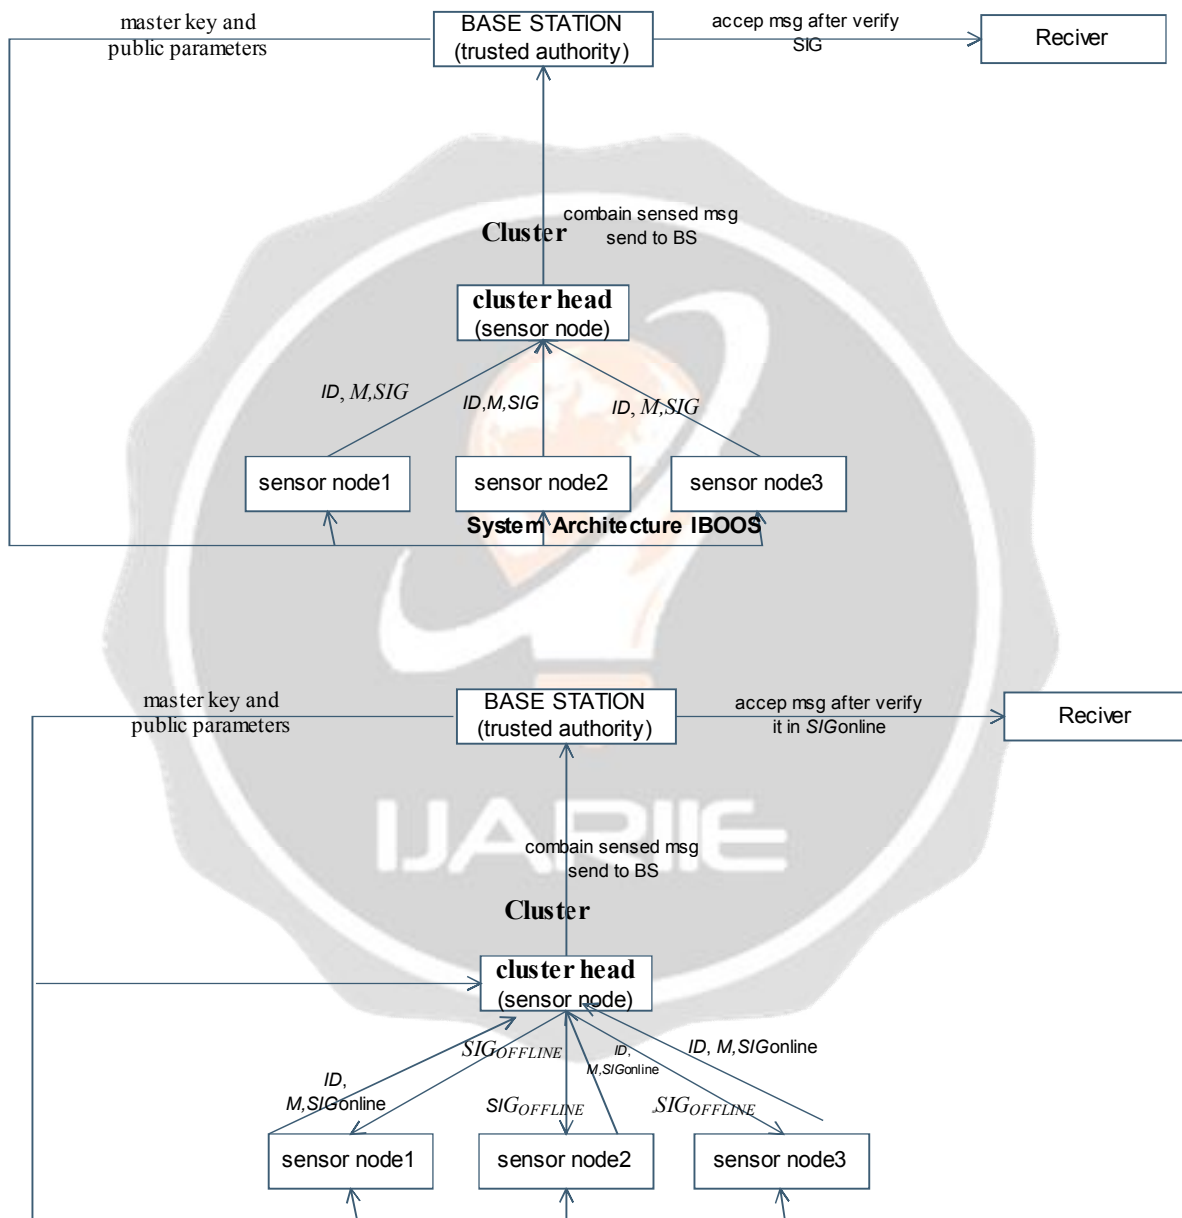 master key and
public parameters
BASE STATION
(trusted authority)
accep msg after verify
SIG
Reciver
combain sensed msg
send to BS
Cluster
cluster head
(sensor node)
ID, M,SIG
ID,M,SIG
ID, M,SIG
sensor node1
sensor node2
sensor node3
System Architecture IBOOS
master key and
public parameters
BASE STATION
(trusted authority)
accep msg after verify
it in SIGonline
Reciver
IJARIIE
combain sensed msg
send to BS
Cluster
cluster head
(sensor node)
ID,
M,SIGonline
SIGOFFLINE
SIGOFFLINE
ID,
M,SIGonline
ID, M,SIGonline
SIGOFFLINE
sensor node1
sensor node2
sensor node3